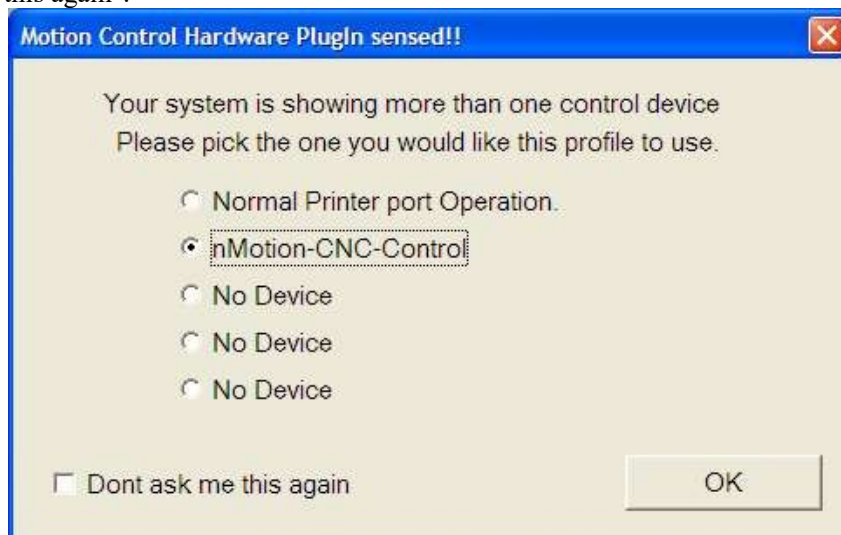 this again".
Motion Control Hardware PlugIn sensed!!
Your system is showing more than one control device
Please pick the one you would like this profile to use.
Normal Printer port Operation.
nMotion-CNC-Control
No Device
No Device
No Device
Dont ask me this again
OK